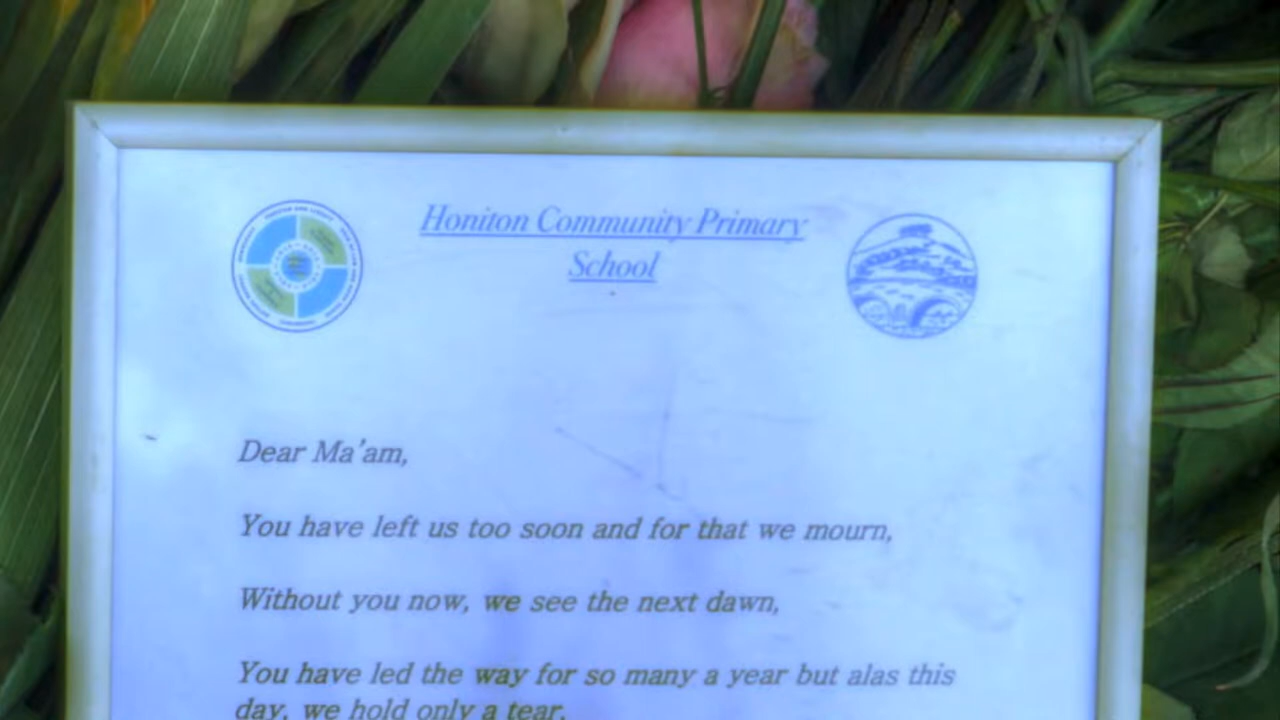 Honiton Community Primary
School
Dear Ma'am,
You have left us too soon and for that we mourn,
Without you now, we see the next dawn,
You have led the way for so many a year but alas this
day, we hold only a tear.